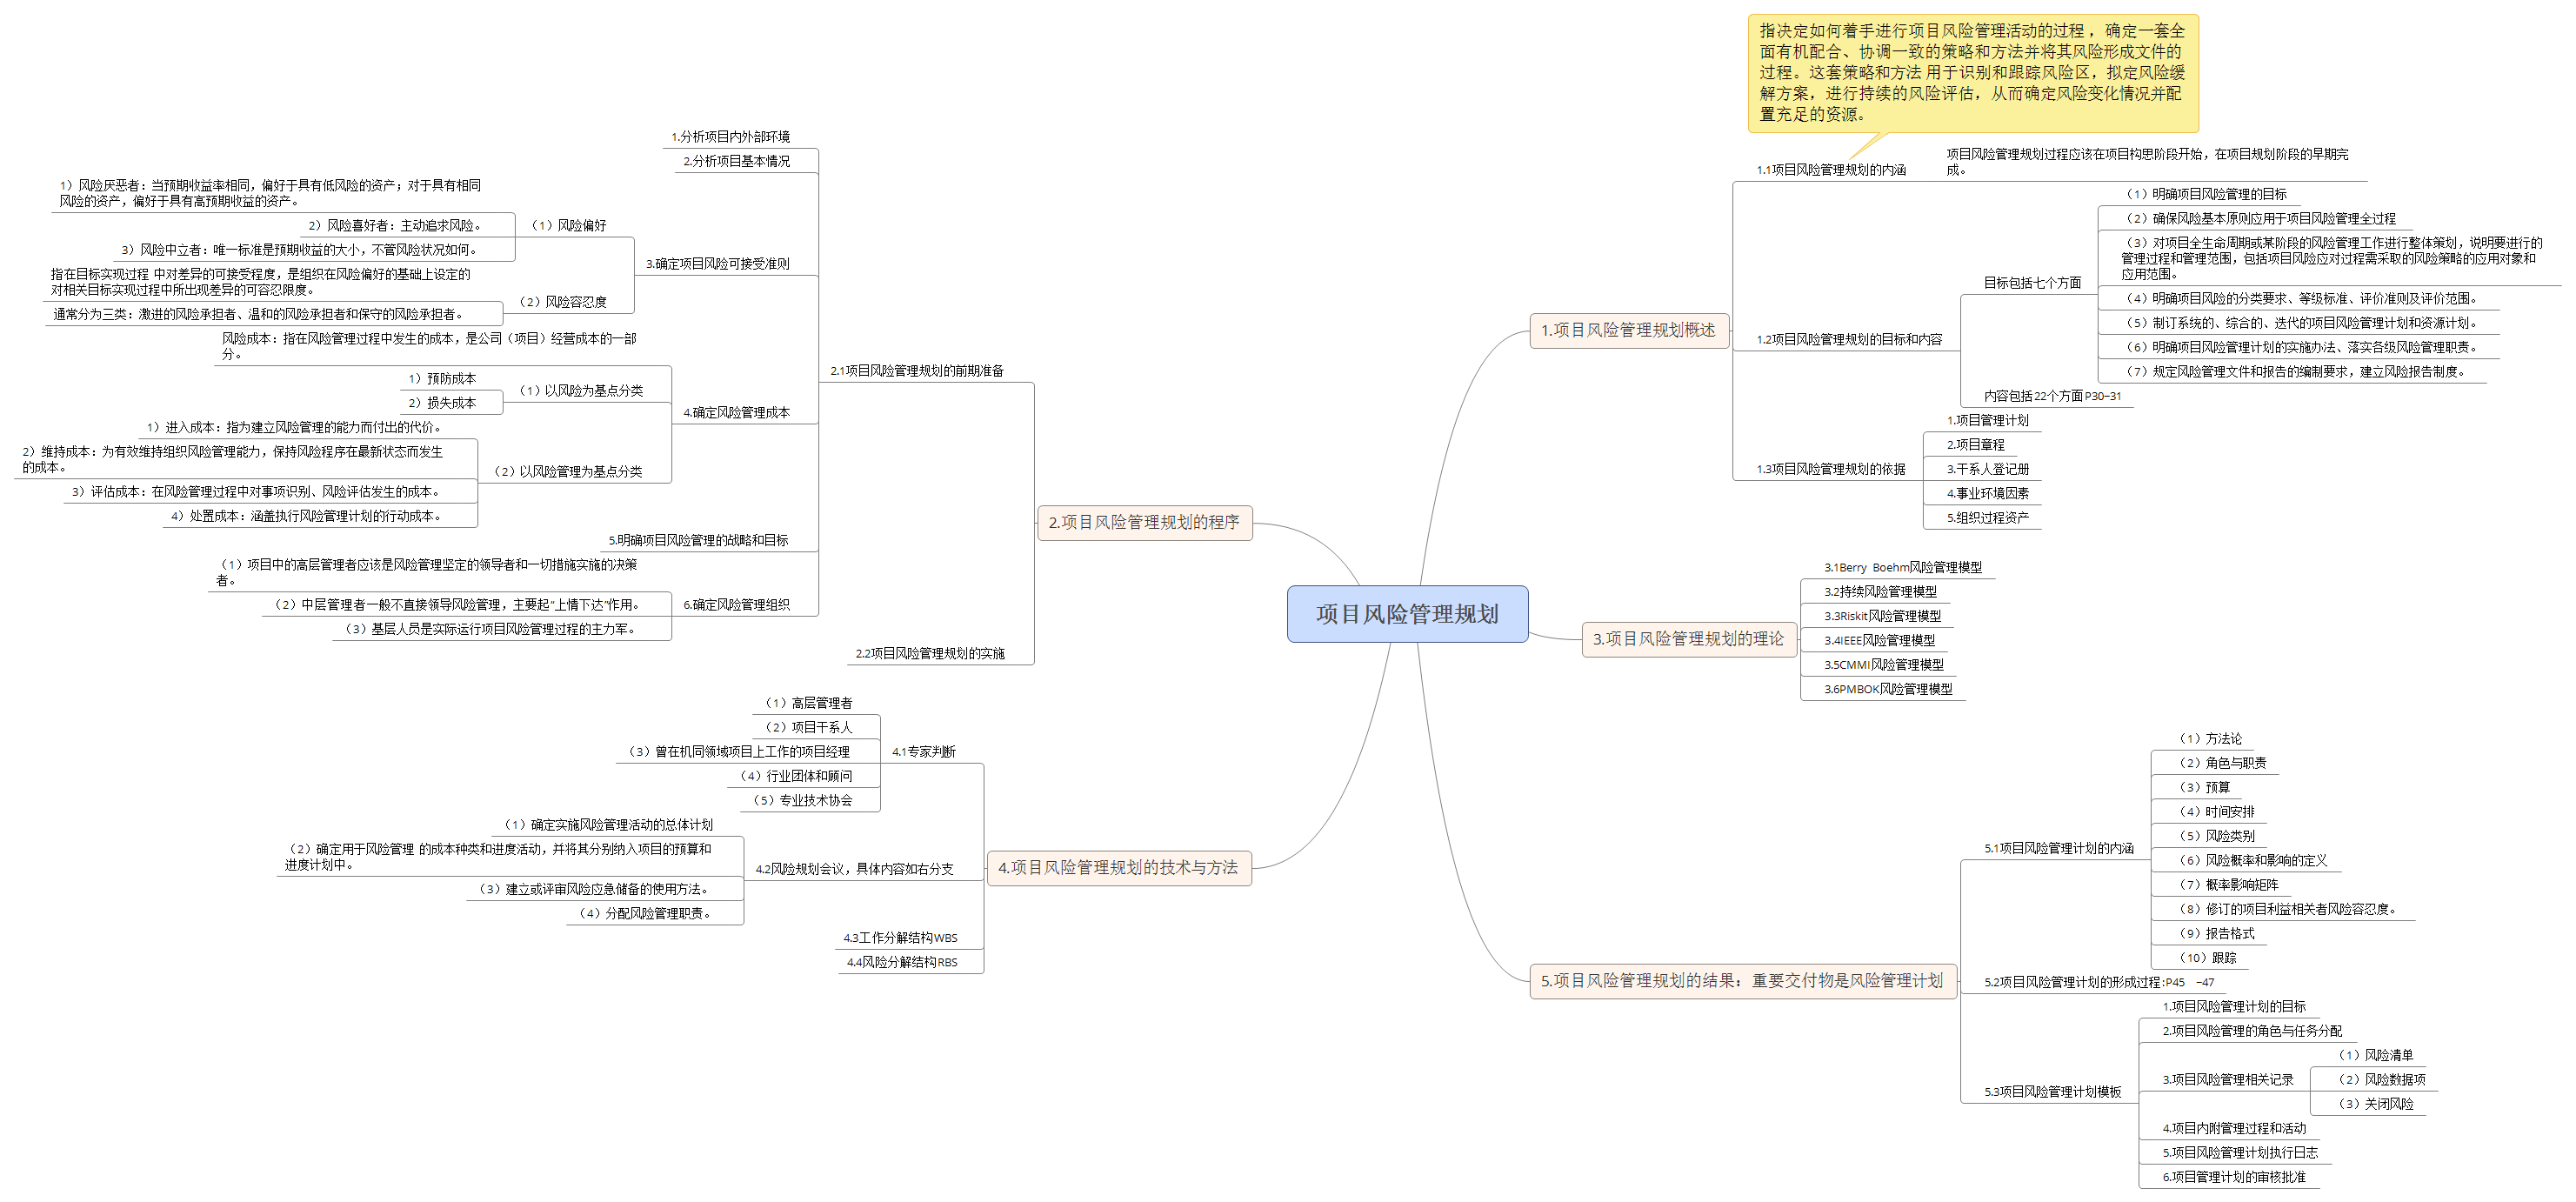 项目风险管理规划
1.项目风险管理规划概述
指决定如何着手进行项目风险管理活动的过程，确定一套全
面有机配合、协调一致的策略和方法并将其风险形成文件的
过程。这套策略和方法 用于识别和跟踪风险区，拟定风险缓
解方案，进行持续的风险评估，从而确定风险变化情况并配
置充足的资源。
1.1项目风险管理规划的内涵
项目风险管理规划过程应该在项目构思阶段开始，在项目规划阶段的早期完
成。
1.2项目风险管理规划的目标和内容
目标包括七个方面
（1）明确项目风险管理的目标
（2）确保风险基本原则应用于项目风险管理全过程
（3）对项目全生命周期或某阶段的风险管理工作进行整体策划，说明要进行的
管理过程和管理范围，包括项目风险应对过程需采取的风险策略的应用对象和
应用范围。
（4）明确项目风险的分类要求、等级标准、评价准则及评价范围。
（5）制订系统的、综合的、迭代的项目风险管理计划和资源计划。
（6）明确项目风险管理计划的实施办法、落实各级风险管理职责。
（7）规定风险管理文件和报告的编制要求，建立风险报告制度。
内容包括22个方面P30-31
1.3项目风险管理规划的依据
1.项目管理计划
2.项目章程
3.干系人登记册
4.事业环境因素
5.组织过程资产
2.项目风险管理规划的程序
2.1项目风险管理规划的前期准备
1.分析项目内外部环境
2.分析项目基本情况
3.确定项目风险可接受准则
（1）风险偏好
1）风险厌恶者：当预期收益率相同，偏好于具有低风险的资产；对于具有相同
风险的资产，偏好于具有高预期收益的资产。
2）风险喜好者：主动追求风险。
3）风险中立者：唯一标准是预期收益的大小，不管风险状况如何。
（2）风险容忍度
指在目标实现过程 中对差异的可接受程度，是组织在风险偏好的基础上设定的
对相关目标实现过程中所出现差异的可容忍限度。
通常分为三类：激进的风险承担者、温和的风险承担者和保守的风险承担者。
4.确定风险管理成本
风险成本：指在风险管理过程中发生的成本，是公司（项目）经营成本的一部
分。
（1）以风险为基点分类
1）预防成本
2）损失成本
（2）以风险管理为基点分类
1）进入成本：指为建立风险管理的能力而付出的代价。
2）维持成本：为有效维持组织风险管理能力，保持风险程序在最新状态而发生
的成本。
3）评估成本：在风险管理过程中对事项识别、风险评估发生的成本。
4）处置成本：涵盖执行风险管理计划的行动成本。
5.明确项目风险管理的战略和目标
6.确定风险管理组织
（1）项目中的高层管理者应该是风险管理坚定的领导者和一切措施实施的决策
者。
（2）中层管理者一般不直接领导风险管理，主要起“上情下达”作用。
（3）基层人员是实际运行项目风险管理过程的主力军。
2.2项目风险管理规划的实施
3.项目风险管理规划的理论
3.1Berry Boehm风险管理模型
3.2持续风险管理模型
3.3Riskit风险管理模型
3.4IEEE风险管理模型
3.5CMMI风险管理模型
3.6PMBOK风险管理模型
4.项目风险管理规划的技术与方法
4.1专家判断
（1）高层管理者
（2）项目干系人
（3）曾在机同领域项目上工作的项目经理
（4）行业团体和顾问
（5）专业技术协会
4.2风险规划会议，具体内容如右分支
（1）确定实施风险管理活动的总体计划
（2）确定用于风险管理 的成本种类和进度活动，并将其分别纳入项目的预算和
进度计划中。
（3）建立或评审风险应急储备的使用方法。
（4）分配风险管理职责。
4.3工作分解结构WBS
4.4风险分解结构RBS
5.项目风险管理规划的结果：重要交付物是风险管理计划
5.1项目风险管理计划的内涵
（1）方法论
（2）角色与职责
（3）预算
（4）时间安排
（5）风险类别
（6）风险概率和影响的定义
（7）概率影响矩阵
（8）修订的项目利益相关者风险容忍度。
（9）报告格式
（10）跟踪
5.2项目风险管理计划的形成过程:P45 -47
5.3项目风险管理计划模板
1.项目风险管理计划的目标
2.项目风险管理的角色与任务分配
3.项目风险管理相关记录
（1）风险清单
（2）风险数据项
（3）关闭风险
4.项目内附管理过程和活动
5.项目风险管理计划执行日志
6.项目管理计划的审核批准